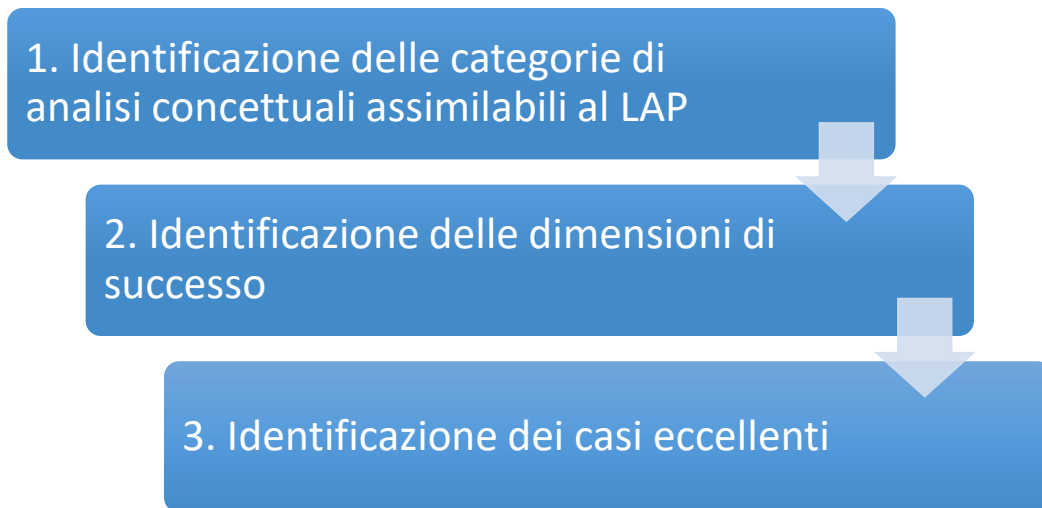 1. Identificazione delle categorie di
analisi concettuali assimilabili al LAP
2. Identificazione delle dimensioni di
successo
3. Identificazione dei casi eccellenti